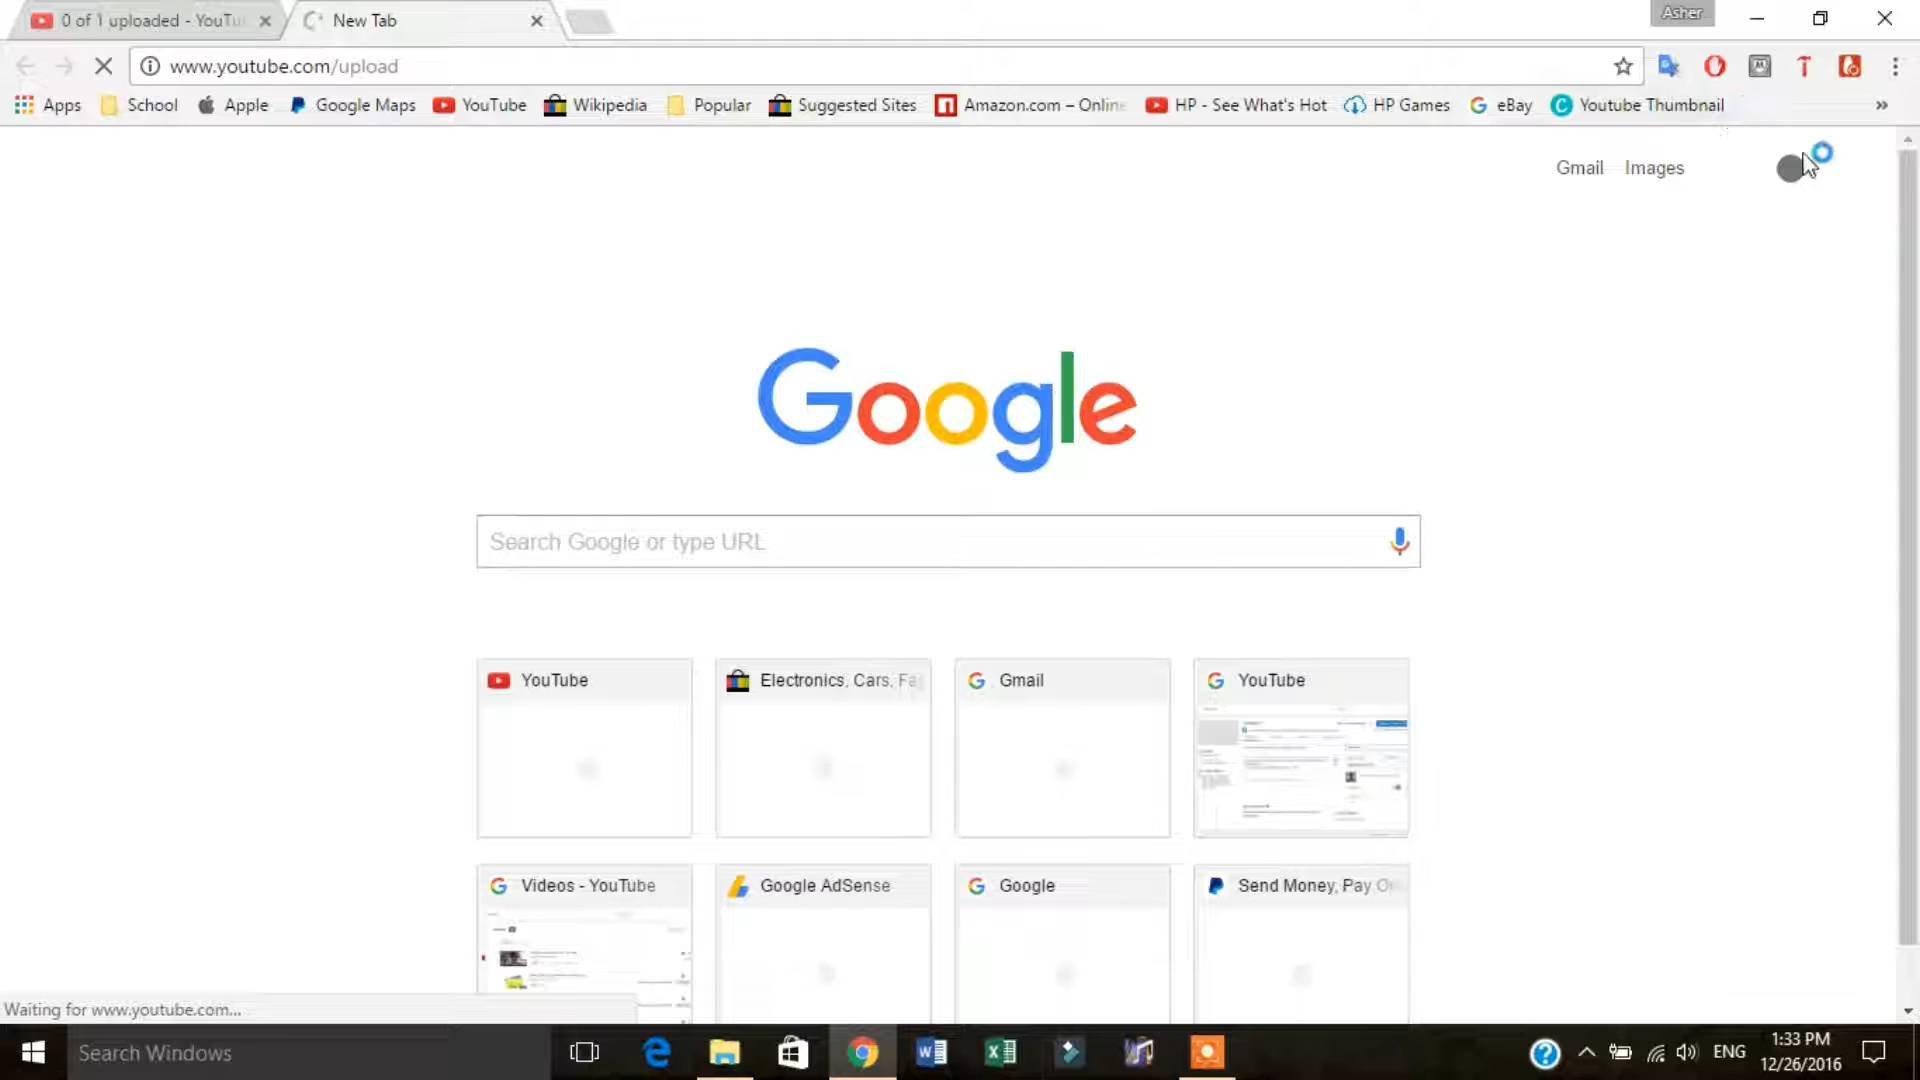 0 of 1 uploaded - YouTu
New Tab
Asher
www.youtube.com/upload
Apps School Apple Google Maps YouTube Wikipedia Popular Suggested Sites Amazon.com – Online HP - See What's Hot HP Games eBay Youtube Thumbnail »
Gmail Images
Google
Search Google or type URL
YouTube Electronics, Cars, Fa Gmail YouTube
Videos - YouTube Google AdSense Google Send Money, Pay O
Waiting for www.youtube.com...
Search Windows
ENG
1:33 PM
12/26/2016